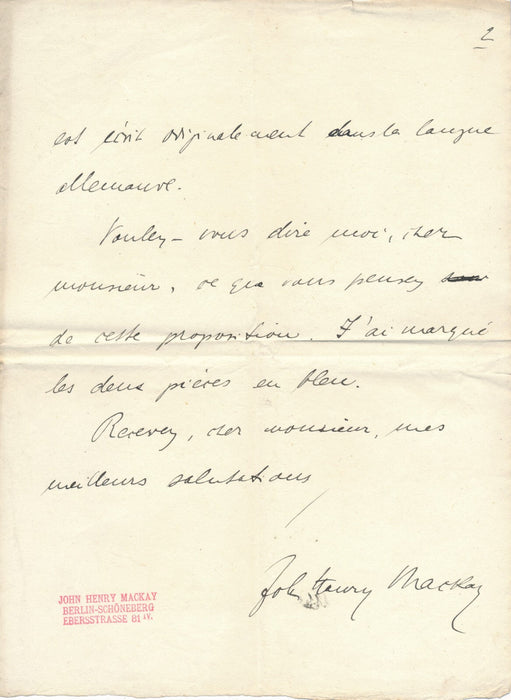 2
est écrit originalement dans la langue
allemande.
Voulez-vous dire moi, cher
monsieur, ce que vous pensez
de cette proposition. J'ai marqué
les deux pièces en bleu.
Recevez, cher monsieur, mes
meilleurs salutations
John Henry Mackay
JOHN HENRY MACKAY
BERLIN-SCHÖNEBERG
EBERSSTRASSE 81 IV.